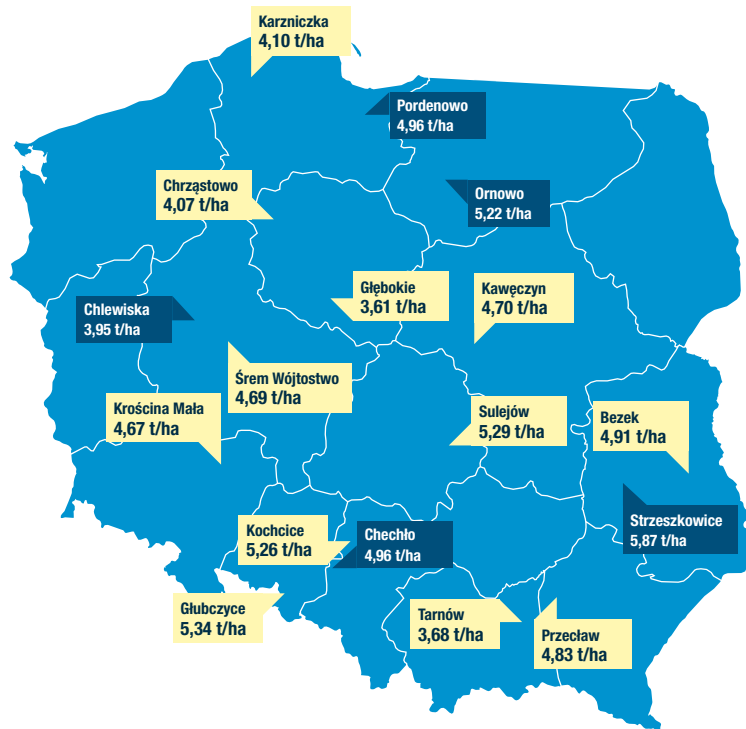 Karzniczka
4,10 t/ha
Pordenowo
4,96 t/ha
Chrząstowo
4,07 t/ha
Ornowo
5,22 t/ha
Głębokie
3,61 t/ha
Kawęczyn
4,70 t/ha
Chlewiska
3,95 t/ha
Śrem Wójtostwo
4,69 t/ha
Krościna Mała
4,67 t/ha
Sulejów
5,29 t/ha
Bezek
4,91 t/ha
Strzeszkowice
5,87 t/ha
Kochcice
5,26 t/ha
Chechło
4,96 t/ha
Głubczyce
5,34 t/ha
Tarnów
3,68 t/ha
Przecław
4,83 t/ha